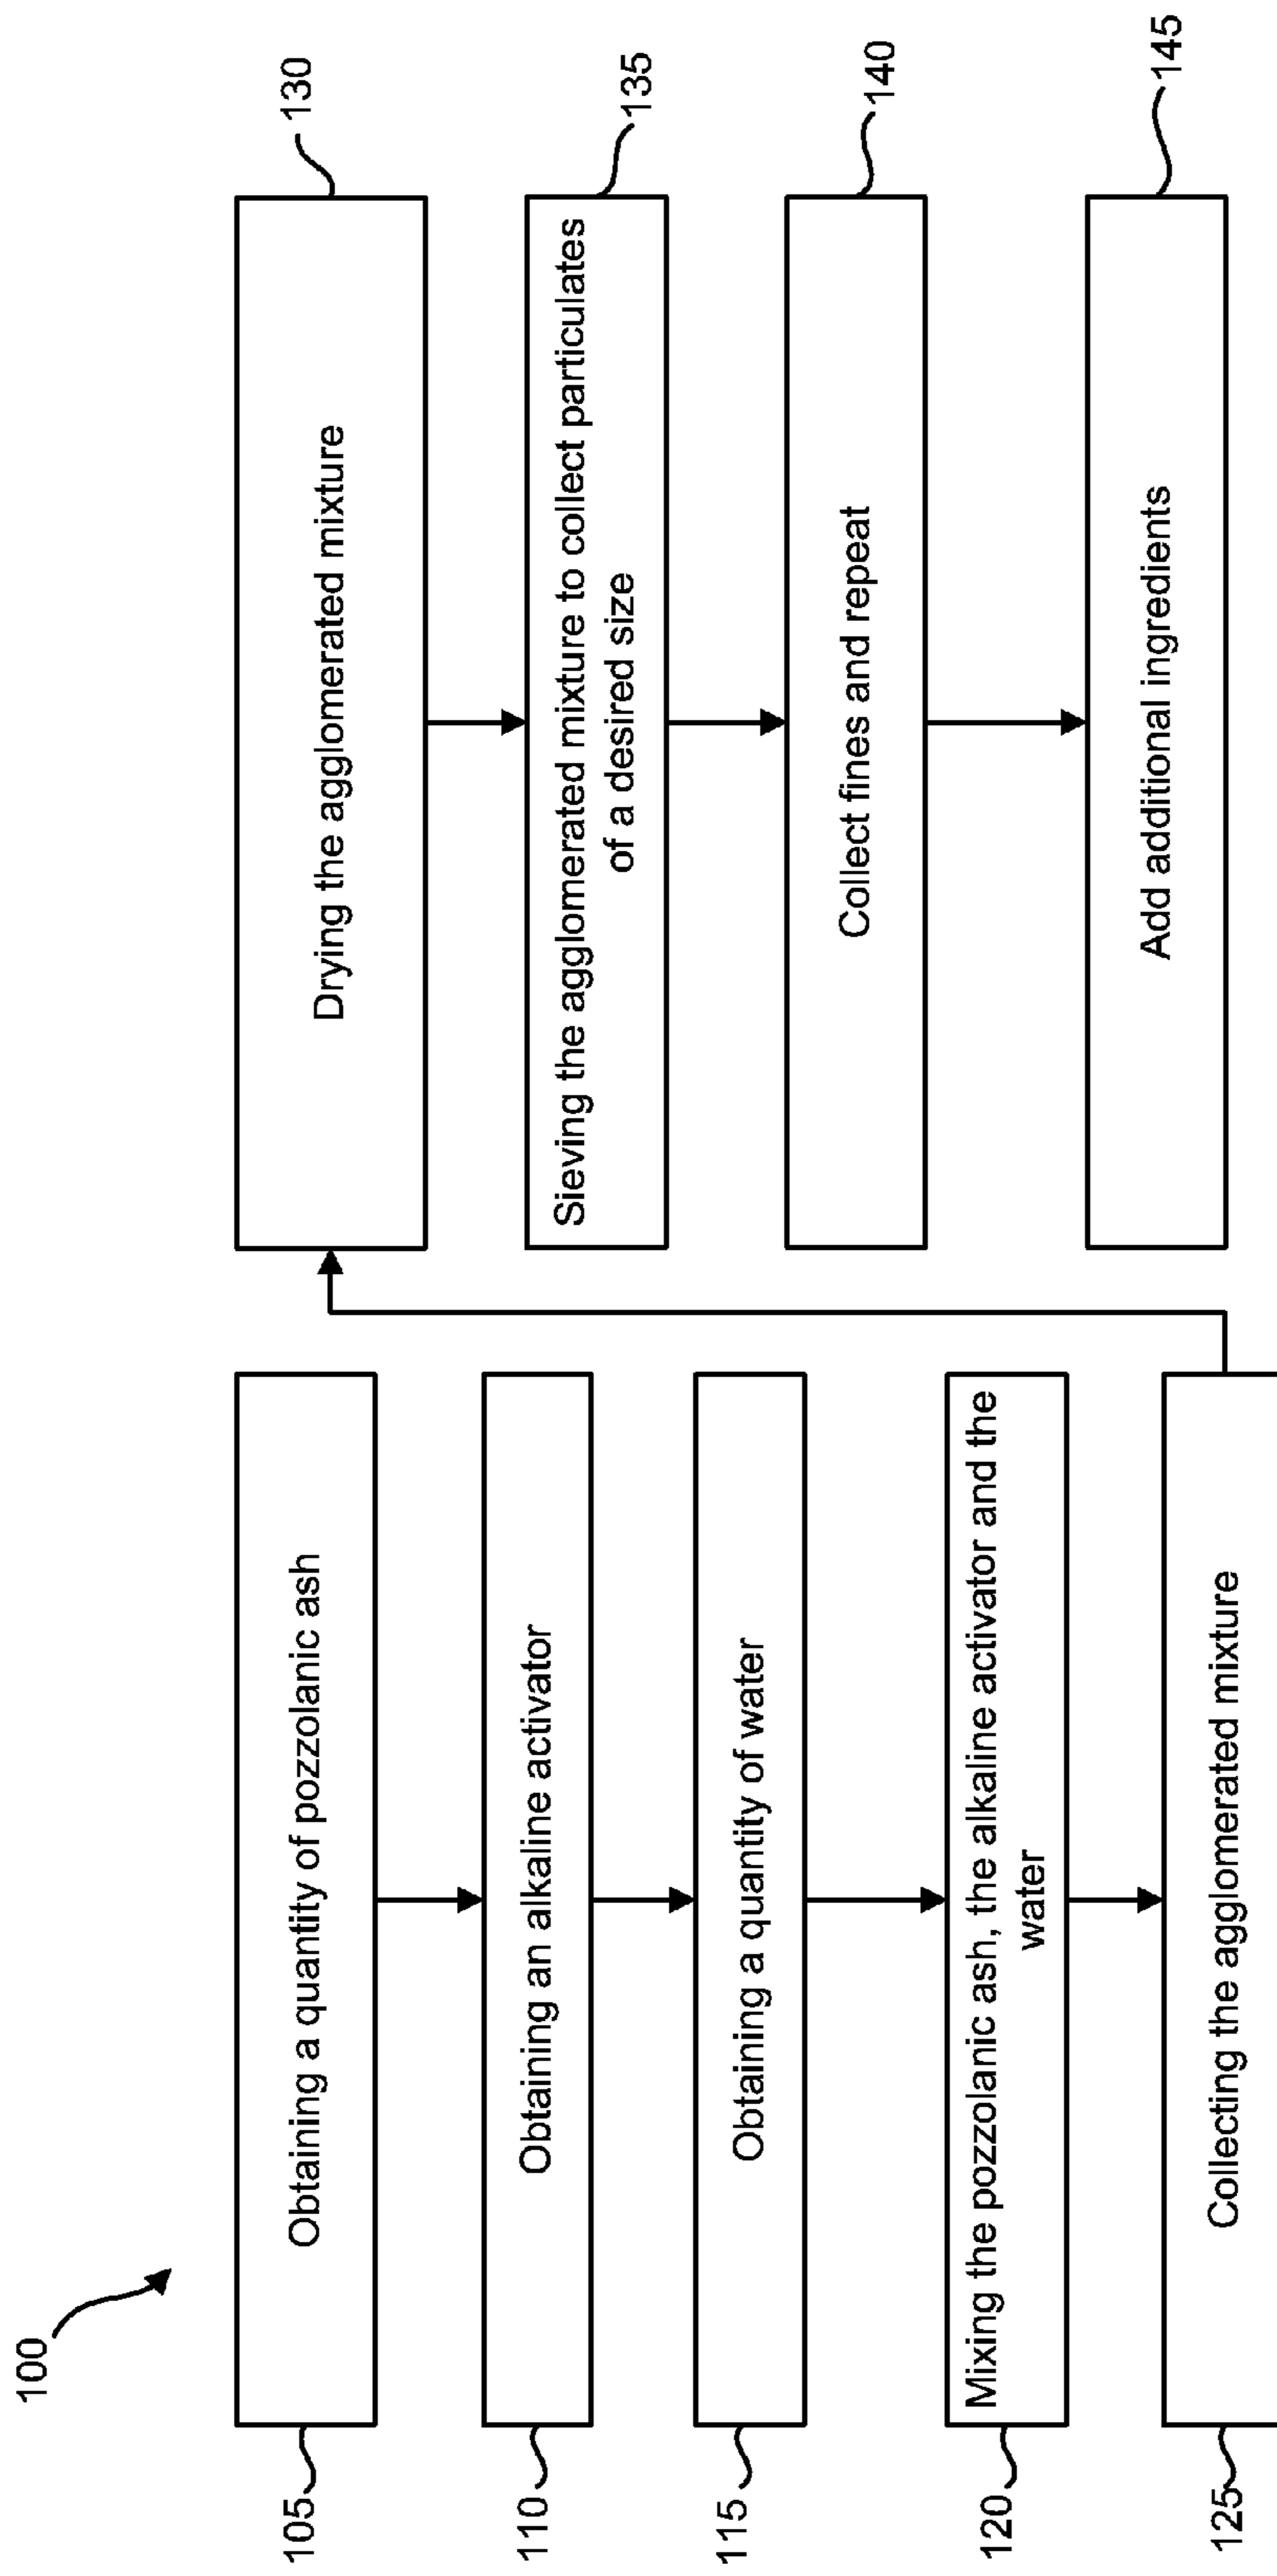 100
105
Obtaining a quantity of pozzolanic ash
110
Obtaining an alkaline activator
115
Obtaining a quantity of water
120
Mixing the pozzolanic ash, the alkaline activator and the
water
125
Collecting the agglomerated mixture
130
Drying the agglomerated mixture
135
Sieving the agglomerated mixture to collect particulates
of a desired size
140
Collect fines and repeat
145
Add additional ingredients